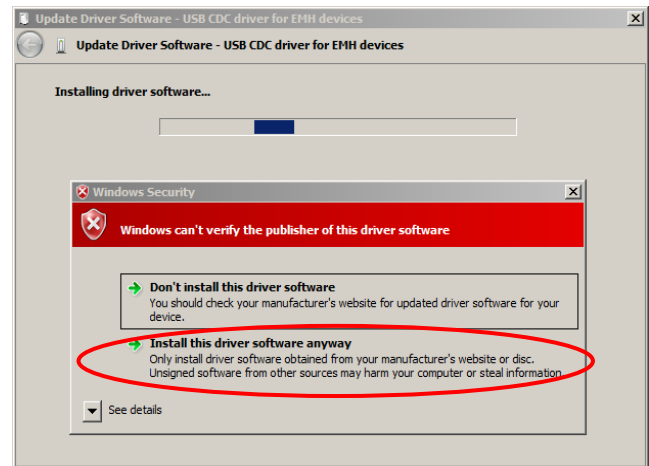 Update Driver Software - USB CDC driver for EMH devices
Update Driver Software - USB CDC driver for EMH devices
Installing driver software...
Windows Security
Windows can't verify the publisher of this driver software
Don't install this driver software
You should check your manufacturer's website for updated driver software for your
device.
Install this driver software anyway
Only install driver software obtained from your manufacturer's website or disc.
Unsigned software from other sources may harm your computer or steal information.
See details